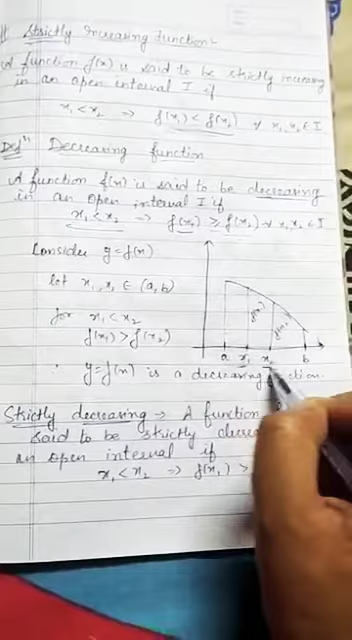 Strictly Increasing Function:-
A function f(x) is said to be strictly increasing
in an open interval I if
x₁ < x₂ ⇒ f(x₁) < f(x₂) ∀ x₁, x₂ ∈ I
Defⁿ Decreasing function
A function f(x) is said to be decreasing
in an open interval I if
x₁ < x₂ ⇒ f(x₁) ≥ f(x₂) ∀ x₁, x₂ ∈ I
Consider y = f(x)
let x₁, x₂ ∈ (a, b)
for x₁ < x₂
f(x₁) > f(x₂)
f(x₁) f(x₂)
a x₁ x₂ b
∴ y = f(x) is a decreasing
Strictly decreasing → A function
said to be strictly
an open interval if
x₁ < x₂ ⇒ f(x₁) >